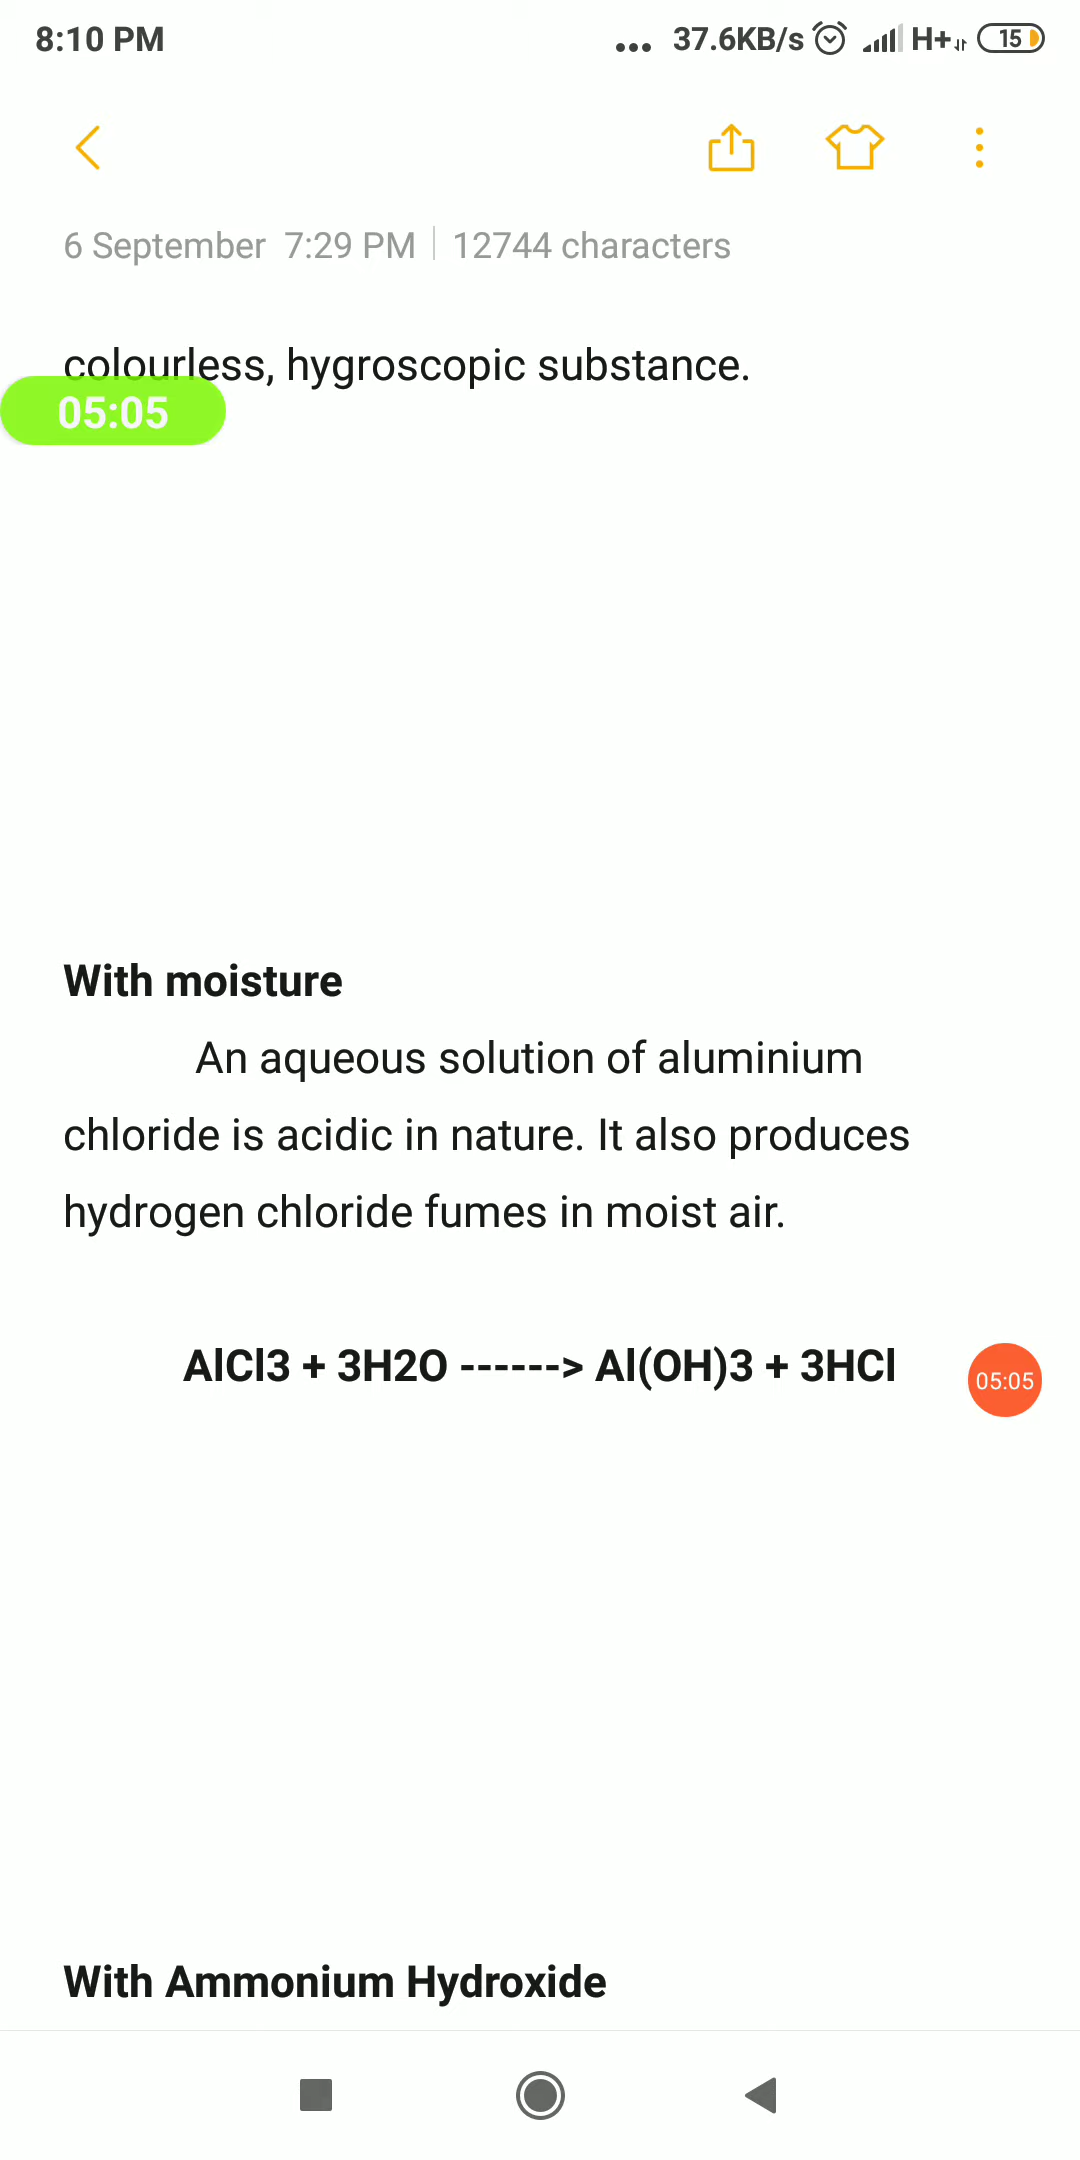 8:10 PM
... 37.6KB/s H+ 15
6 September 7:29 PM | 12744 characters
colourless, hygroscopic substance.
05:05
With moisture
An aqueous solution of aluminium
chloride is acidic in nature. It also produces
hydrogen chloride fumes in moist air.
AlCl3 + 3H2O ------> Al(OH)3 + 3HCl
05:05
With Ammonium Hydroxide